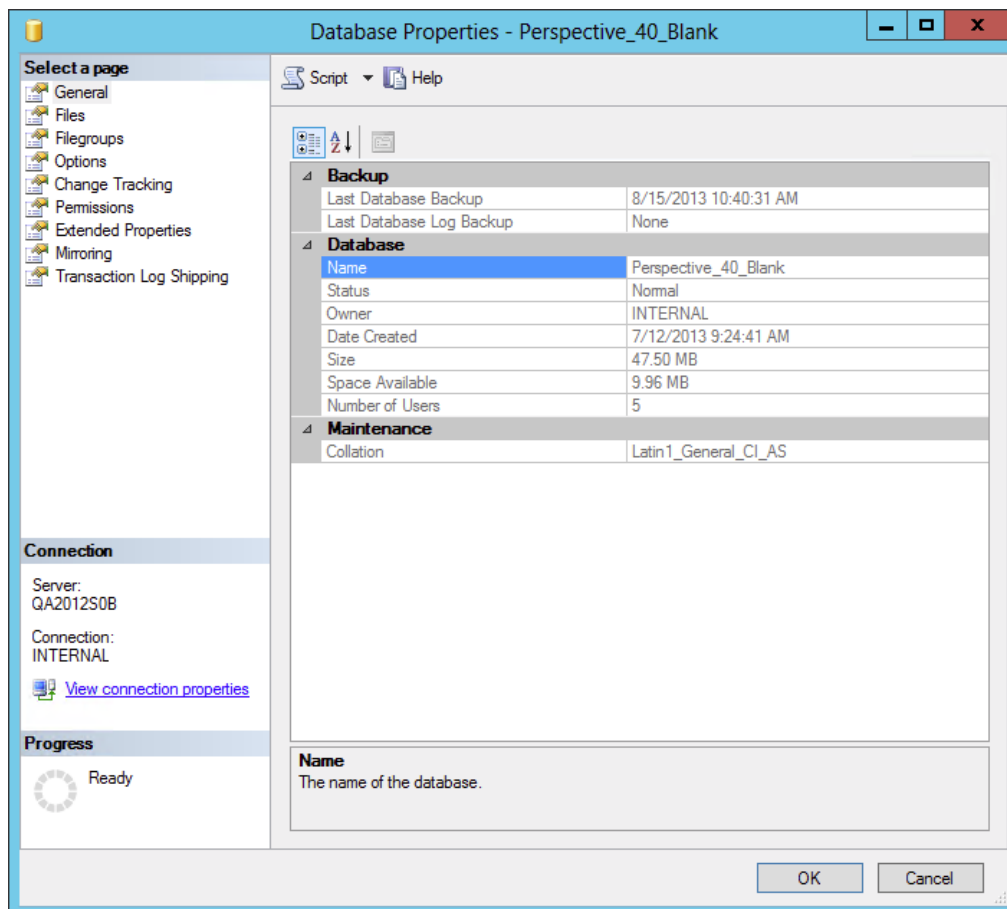 Database Properties - Perspective_40_Blank
Select a page
General
Files
Filegroups
Options
Change Tracking
Permissions
Extended Properties
Mirroring
Transaction Log Shipping
Connection
Server:
QA2012S0B
Connection:
INTERNAL
View connection properties
Progress
Ready
Script Help
Backup
Last Database Backup 8/15/2013 10:40:31 AM
Last Database Log Backup None
Database
Name Perspective_40_Blank
Status Normal
Owner INTERNAL
Date Created 7/12/2013 9:24:41 AM
Size 47.50 MB
Space Available 9.96 MB
Number of Users 5
Maintenance
Collation Latin1_General_CI_AS
Name
The name of the database.
OK Cancel